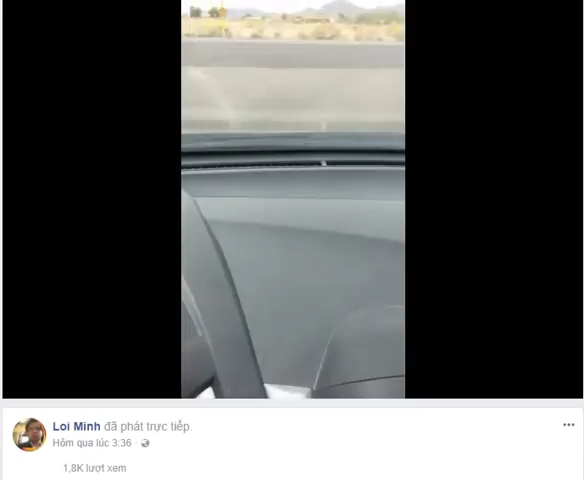 Loi Minh đã phát trực tiếp.
Hôm qua lúc 3:36 ·
1,8K lượt xem